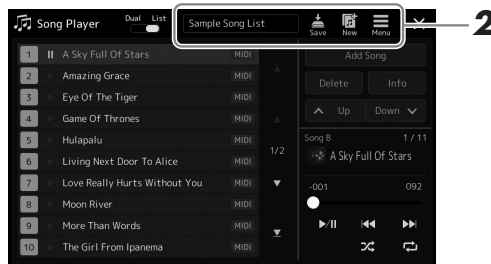 Song Player Dual List Sample Song List Save New Menu 2
1 A Sky Full Of Stars MIDI
2 Amazing Grace MIDI
3 Eye Of The Tiger MIDI
4 Game Of Thrones MIDI
5 Hulapalu MIDI
6 Living Next Door To Alice MIDI
7 Love Really Hurts Without You MIDI
8 Moon River MIDI
9 More Than Words MIDI
10 The Girl From Ipanema MIDI
1/2
Add Song
Delete Info
Up Down
Song B 1 / 11
A Sky Full Of Stars
-001 092